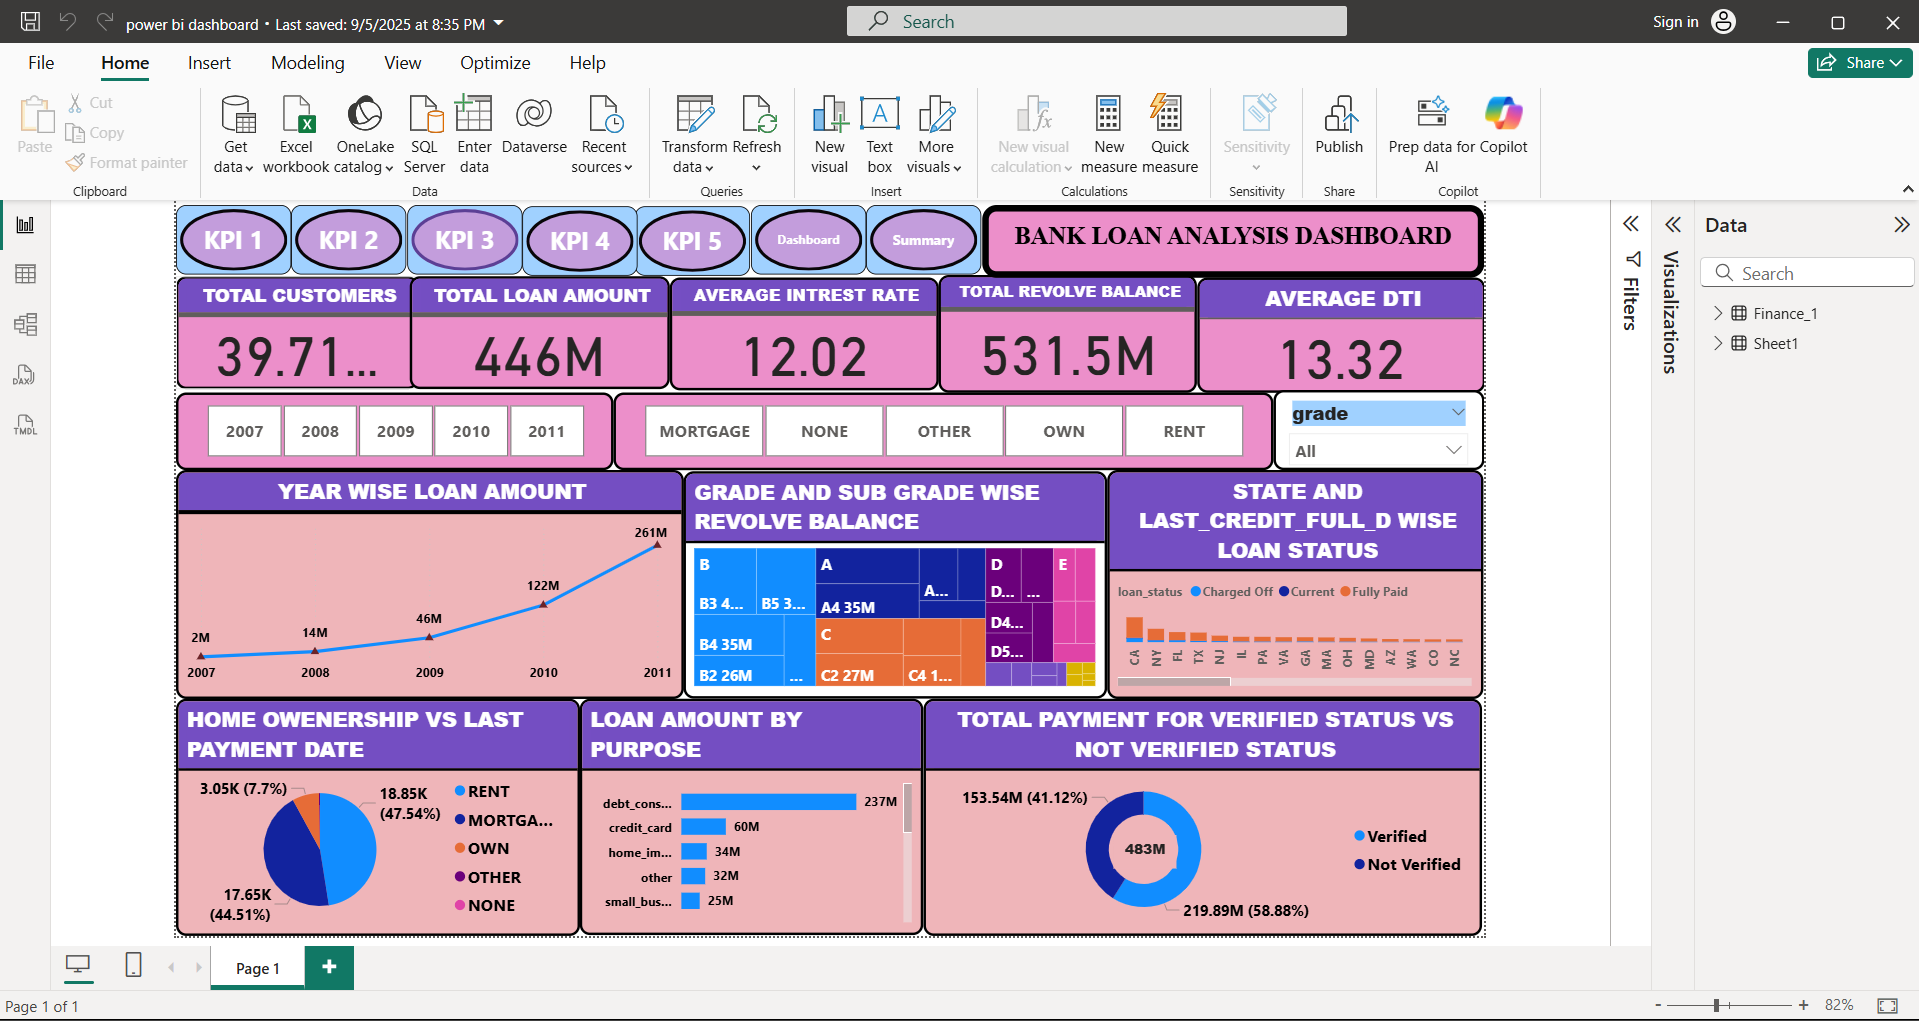 power bi dashboard • Last saved: 9/5/2025 at 8:35 PM
Search
Sign in
File
Home
Insert
Modeling
View
Optimize
Help
Share
Paste
Cut
Copy
Format painter
Clipboard
Get data
Excel workbook
OneLake catalog
SQL Server
Enter data
Dataverse
Recent sources
Data
Transform data
Refresh
Queries
New visual
Text box
More visuals
Insert
New visual calculation
New measure
Quick measure
Calculations
Sensitivity
Sensitivity
Publish
Share
Prep data for AI
Copilot
Copilot
KPI 1
KPI 2
KPI 3
KPI 4
KPI 5
Dashboard
Summary
BANK LOAN ANALYSIS DASHBOARD
TOTAL CUSTOMERS
39.71...
TOTAL LOAN AMOUNT
446M
AVERAGE INTREST RATE
12.02
TOTAL REVOLVE BALANCE
531.5M
AVERAGE DTI
13.32
2007
2008
2009
2010
2011
MORTGAGE
NONE
OTHER
OWN
RENT
grade
All
YEAR WISE LOAN AMOUNT
2M
14M
46M
122M
261M
2007
2008
2009
2010
2011
GRADE AND SUB GRADE WISE
REVOLVE BALANCE
B
B3 4...
B5 3...
B4 35M
B2 26M
...
A
A4 35M
A...
C
C2 27M
C4 1...
D
D...
...
D4...
D5...
E
STATE AND
LAST_CREDIT_FULL_D WISE
LOAN STATUS
loan_status
Charged Off
Current
Fully Paid
CA
NY
FL
TX
NJ
IL
PA
VA
GA
MA
OH
MD
AZ
WA
CO
NC
HOME OWENERSHIP VS LAST
PAYMENT DATE
3.05K (7.7%)
18.85K
(47.54%)
17.65K
(44.51%)
RENT
MORTGA...
OWN
OTHER
NONE
LOAN AMOUNT BY
PURPOSE
debt_cons...
237M
credit_card
60M
home_im...
34M
other
32M
small_bus...
25M
TOTAL PAYMENT FOR VERIFIED STATUS VS
NOT VERIFIED STATUS
153.54M (41.12%)
483M
219.89M (58.88%)
Verified
Not Verified
Filters
Visualizations
Data
Search
Finance_1
Sheet1
DAX
TMDL
Page 1
+
Page 1 of 1
-
+
82%